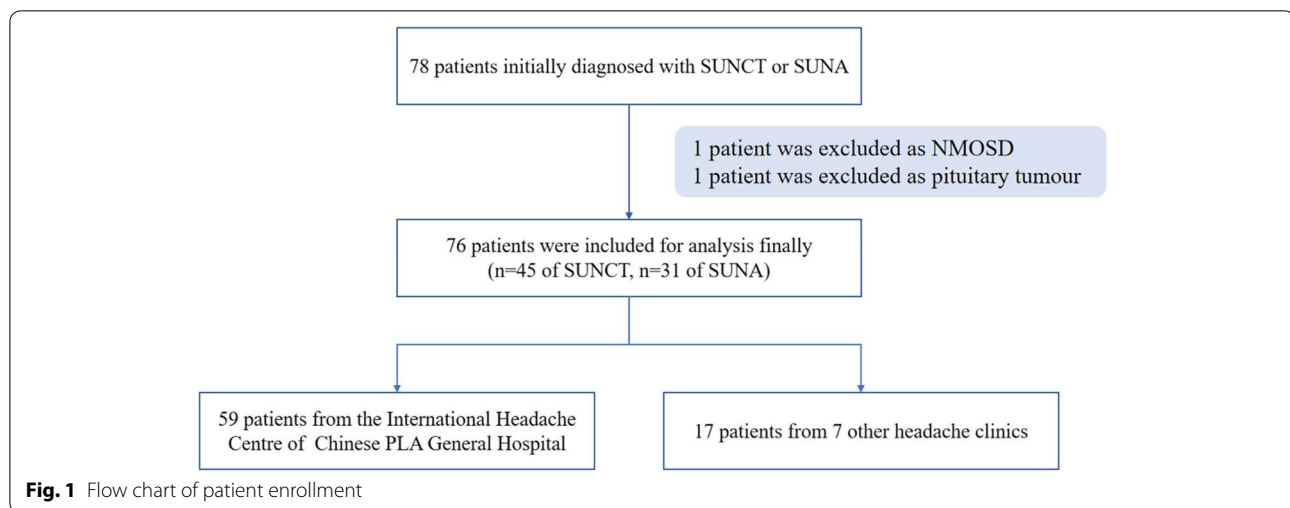 78 patients initially diagnosed with SUNCT or SUNA
1 patient was excluded as NMOSD
1 patient was excluded as pituitary tumour
76 patients were included for analysis finally
(n=45 of SUNCT, n=31 of SUNA)
59 patients from the International Headache
Centre of Chinese PLA General Hospital
17 patients from 7 other headache clinics
Fig. 1 Flow chart of patient enrollment